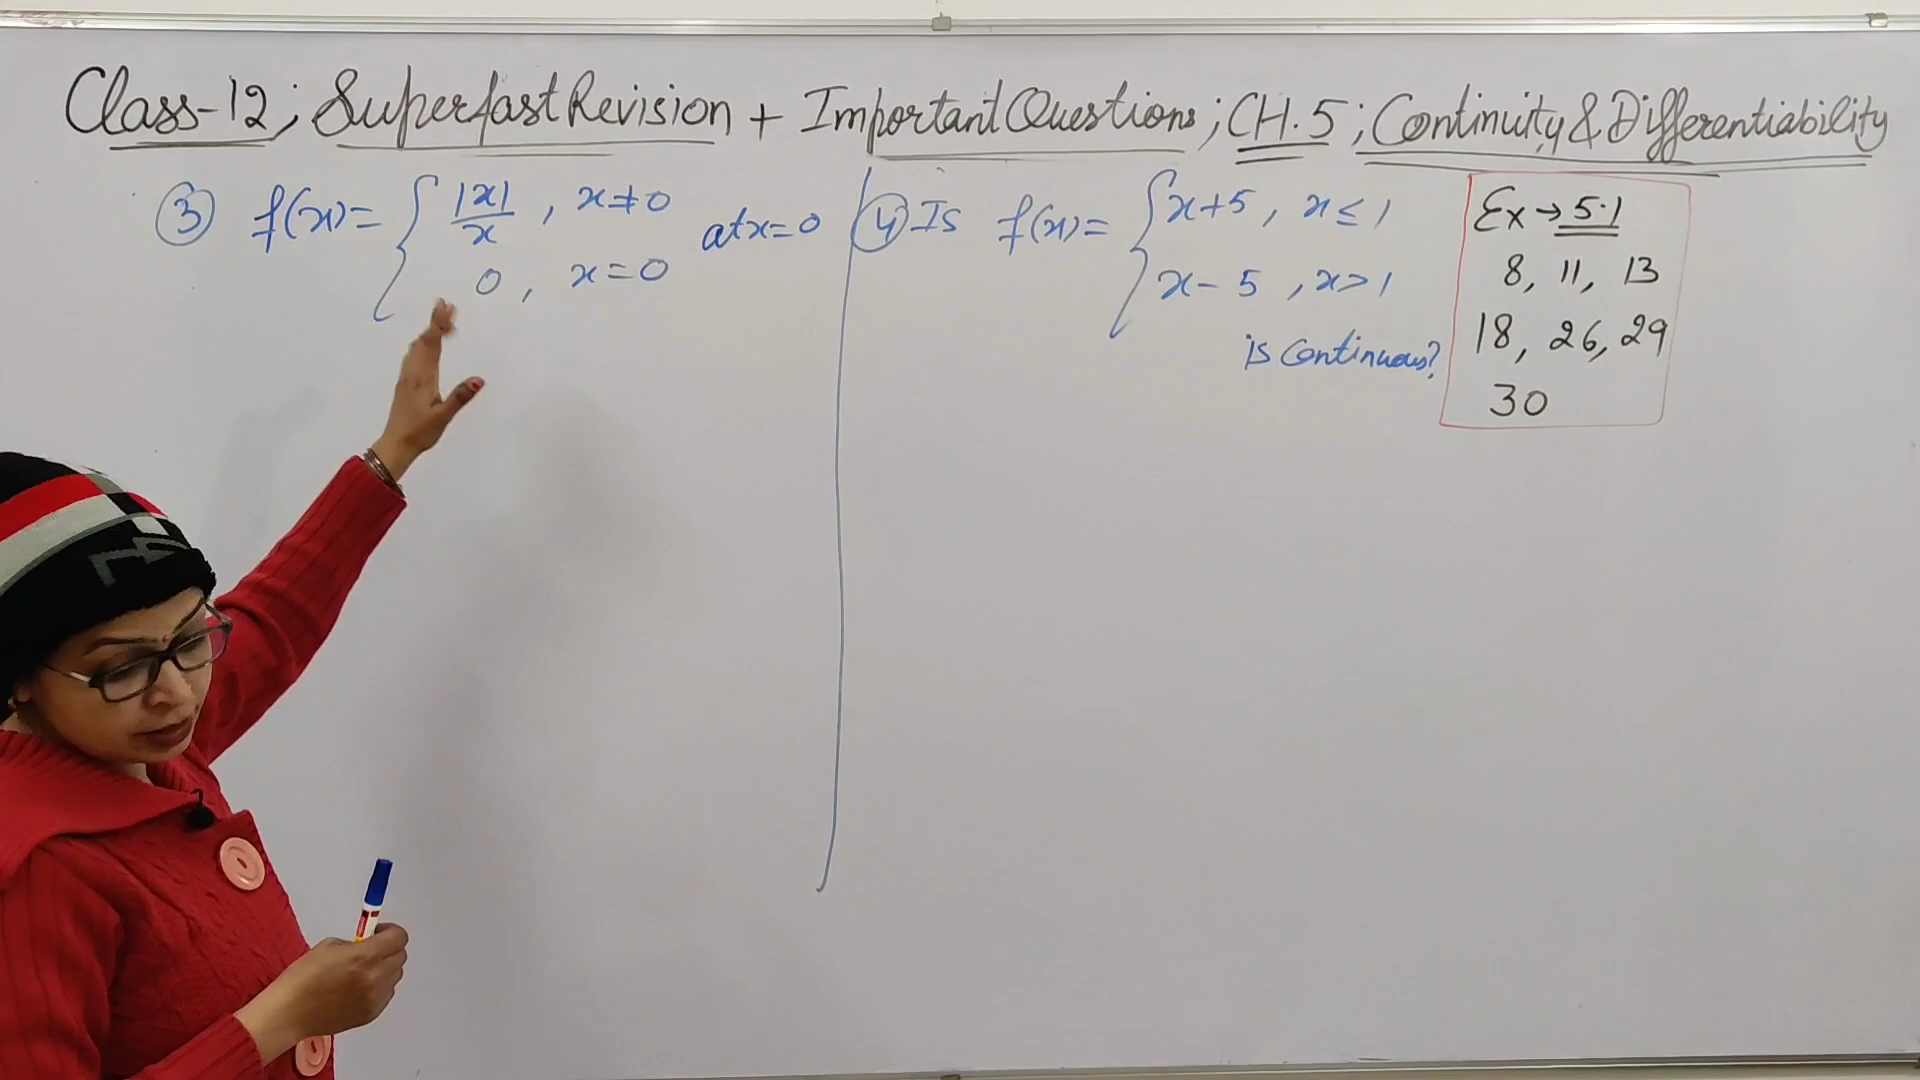 Class-12; Superfast Revision + Important Questions; CH.5; Continuity & Differentiability
③ f(x)= { |x|/x , x≠0
0 , x=0
at x=0
④ Is f(x)= { x+5 , x≤1
x-5 , x>1
is Continuous?
Ex→5.1
8, 11, 13
18, 26, 29
30